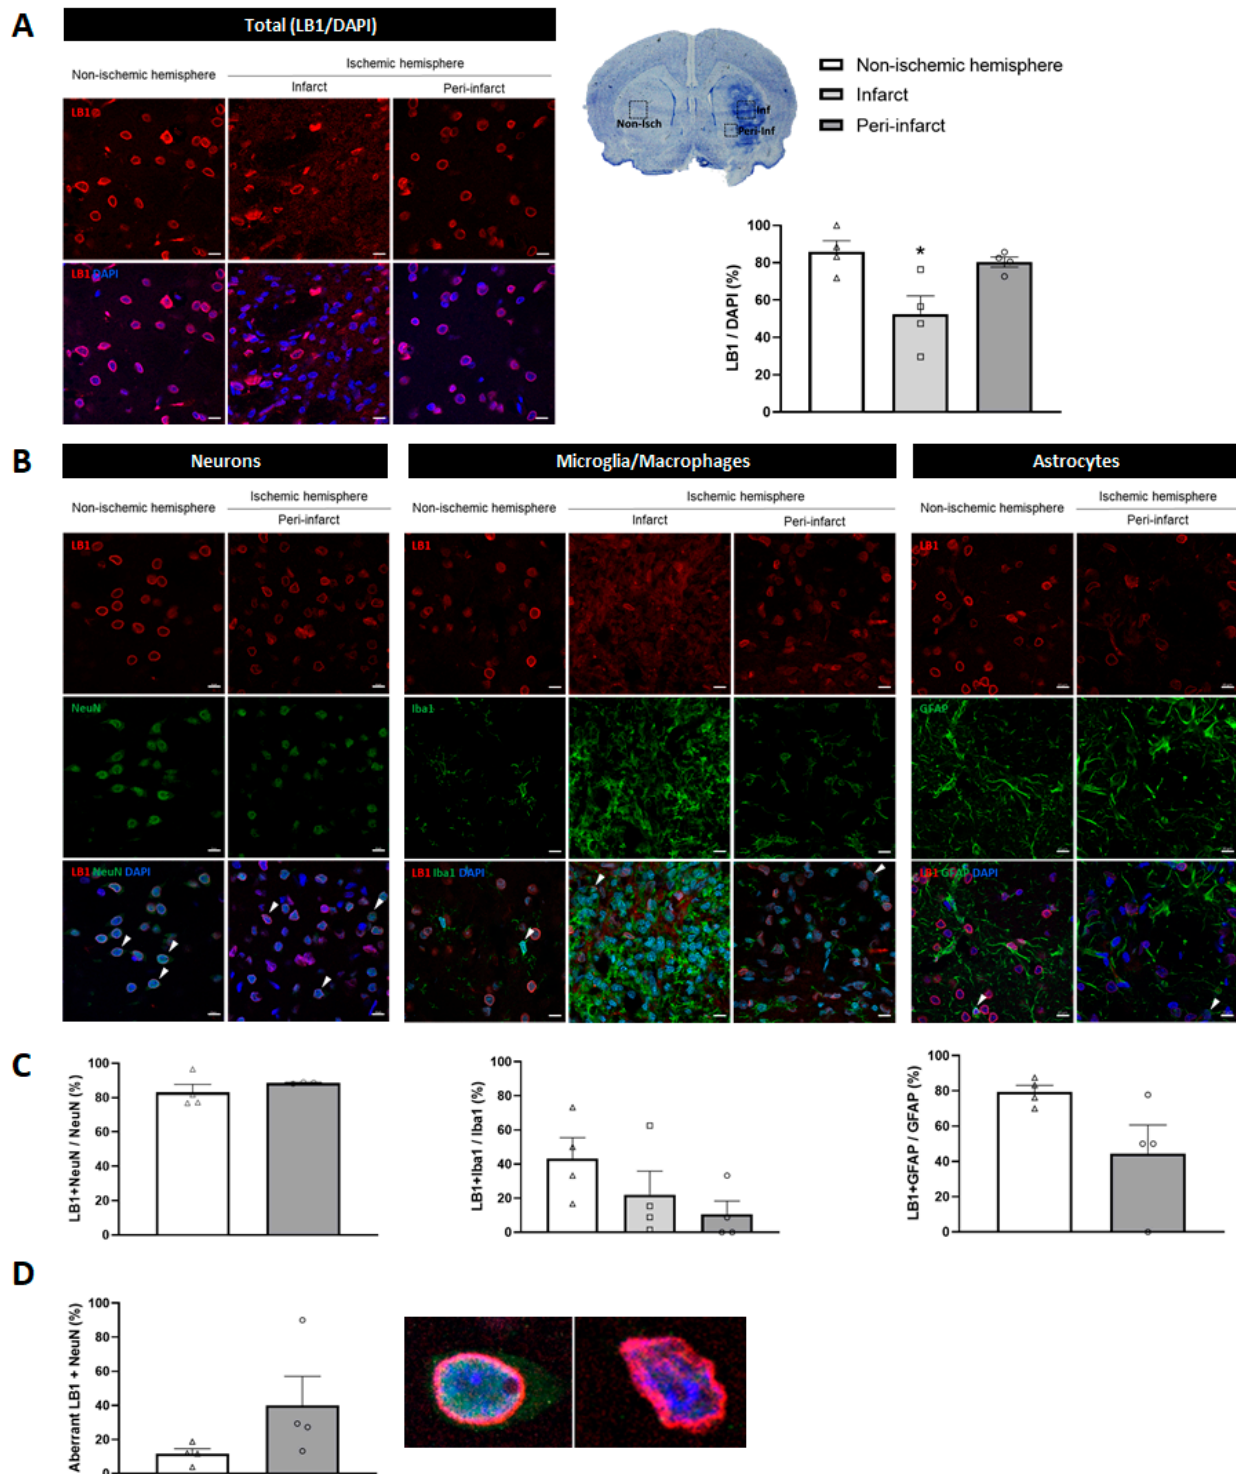 A
Total (LB1/DAPI)
Non-ischemic hemisphere
Ischemic hemisphere
Infarct
Peri-infarct
LB1
LB1 DAPI
Non-Isch
Inf
Peri-Inf
Non-ischemic hemisphere
Infarct
Peri-infarct
LB1 / DAPI (%)
100
80
60
40
20
0
*
B
Neurons
Microglia/Macrophages
Astrocytes
Non-ischemic hemisphere
Ischemic hemisphere
Peri-infarct
Non-ischemic hemisphere
Ischemic hemisphere
Infarct
Peri-infarct
Non-ischemic hemisphere
Ischemic hemisphere
Peri-infarct
LB1
LB1
LB1
NeuN
Iba1
GFAP
LB1 NeuN DAPI
LB1 Iba1 DAPI
LB1 GFAP DAPI
C
LB1+NeuN / NeuN (%)
100
80
60
40
20
0
LB1+Iba1 / Iba1 (%)
100
80
60
40
20
0
LB1+GFAP / GFAP (%)
100
80
60
40
20
0
D
Aberrant LB1 + NeuN (%)
100
80
60
40
20
0